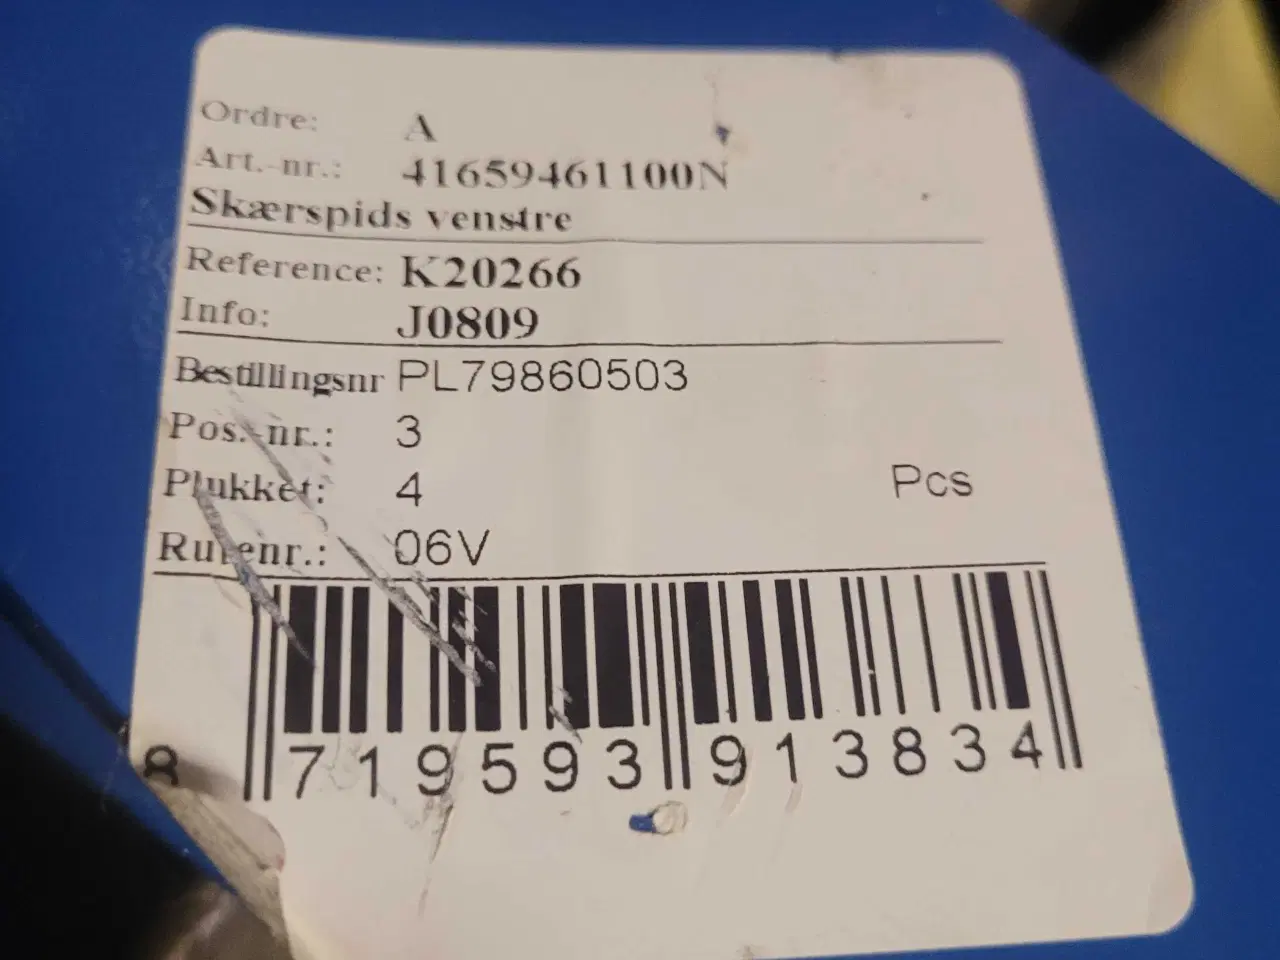 Ordre: A
Art.-nr.: 41659461100N
Skærspids venstre
Reference: K20266
Info: J0809
Bestillingsnr PL79860503
Pos.-nr.: 3
Plukket: 4 Pcs
Rutenr.: 06V
8 719593 913834